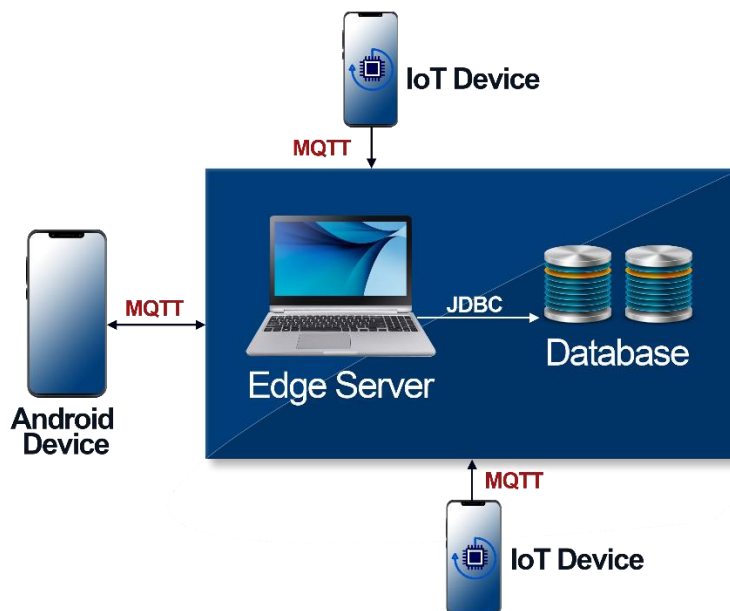 IoT Device
MQTT
MQTT
JDBC
Edge Server
Database
Android
Device
MQTT
IoT Device